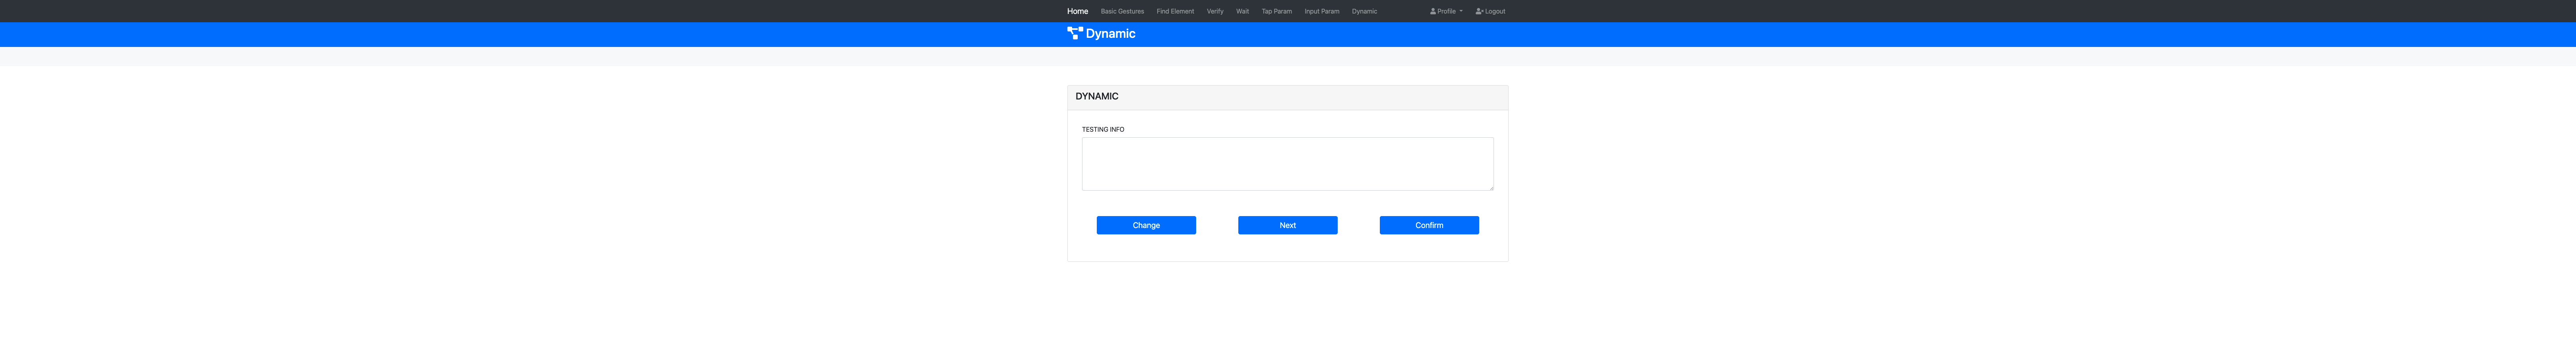 Home Basic Gestures Find Element Verify Wait Tap Param Input Param Dynamic Profile Logout
Dynamic
DYNAMIC
TESTING INFO
Change Next Confirm